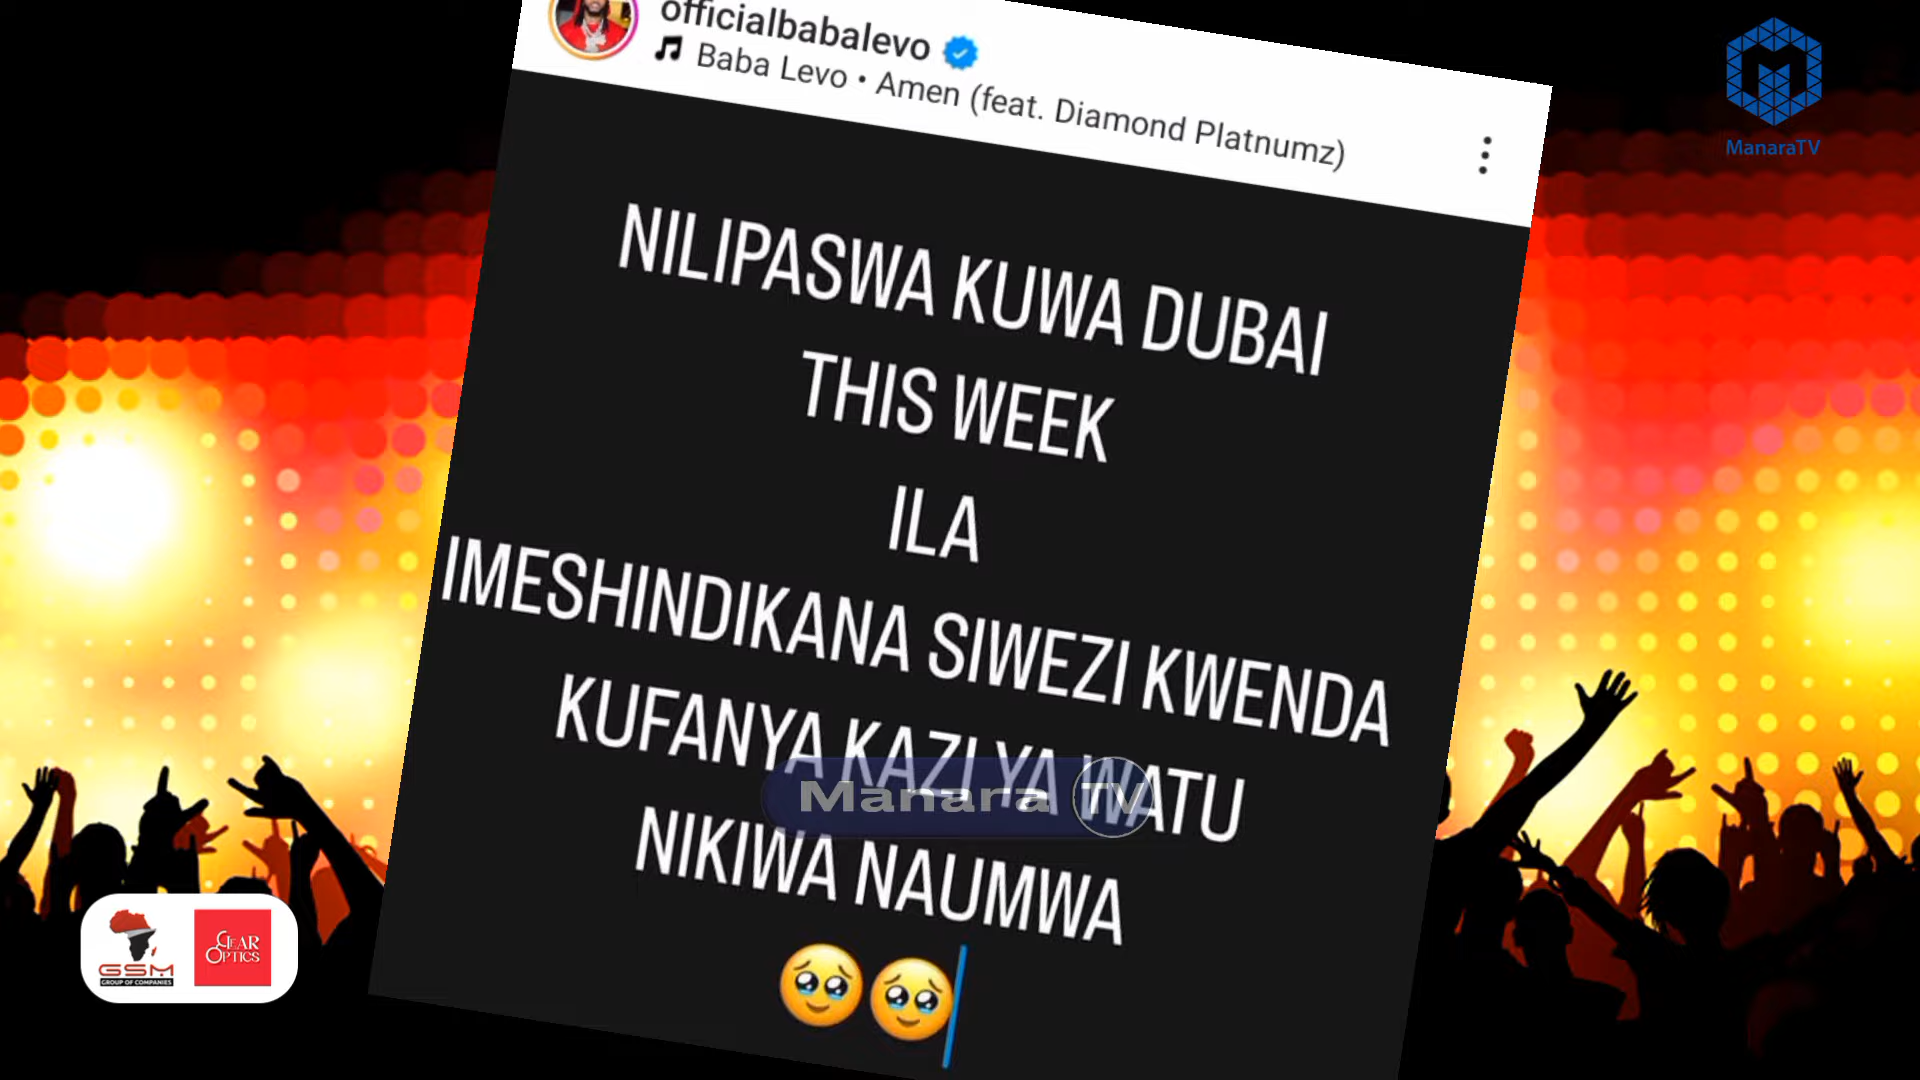 officialbabalevo
Baba Levo • Amen (feat. Diamond Platnumz)
ManaraTV
NILIPASWA KUWA DUBAI
THIS WEEK
ILA
IMESHINDIKANA SIWEZI KWENDA
KUFANYA KAZI YA WATU
Manara TV
NIKIWA NAUMWA
🥹🥹
GSM
GROUP OF COMPANIES
CLEAR
OPTICS